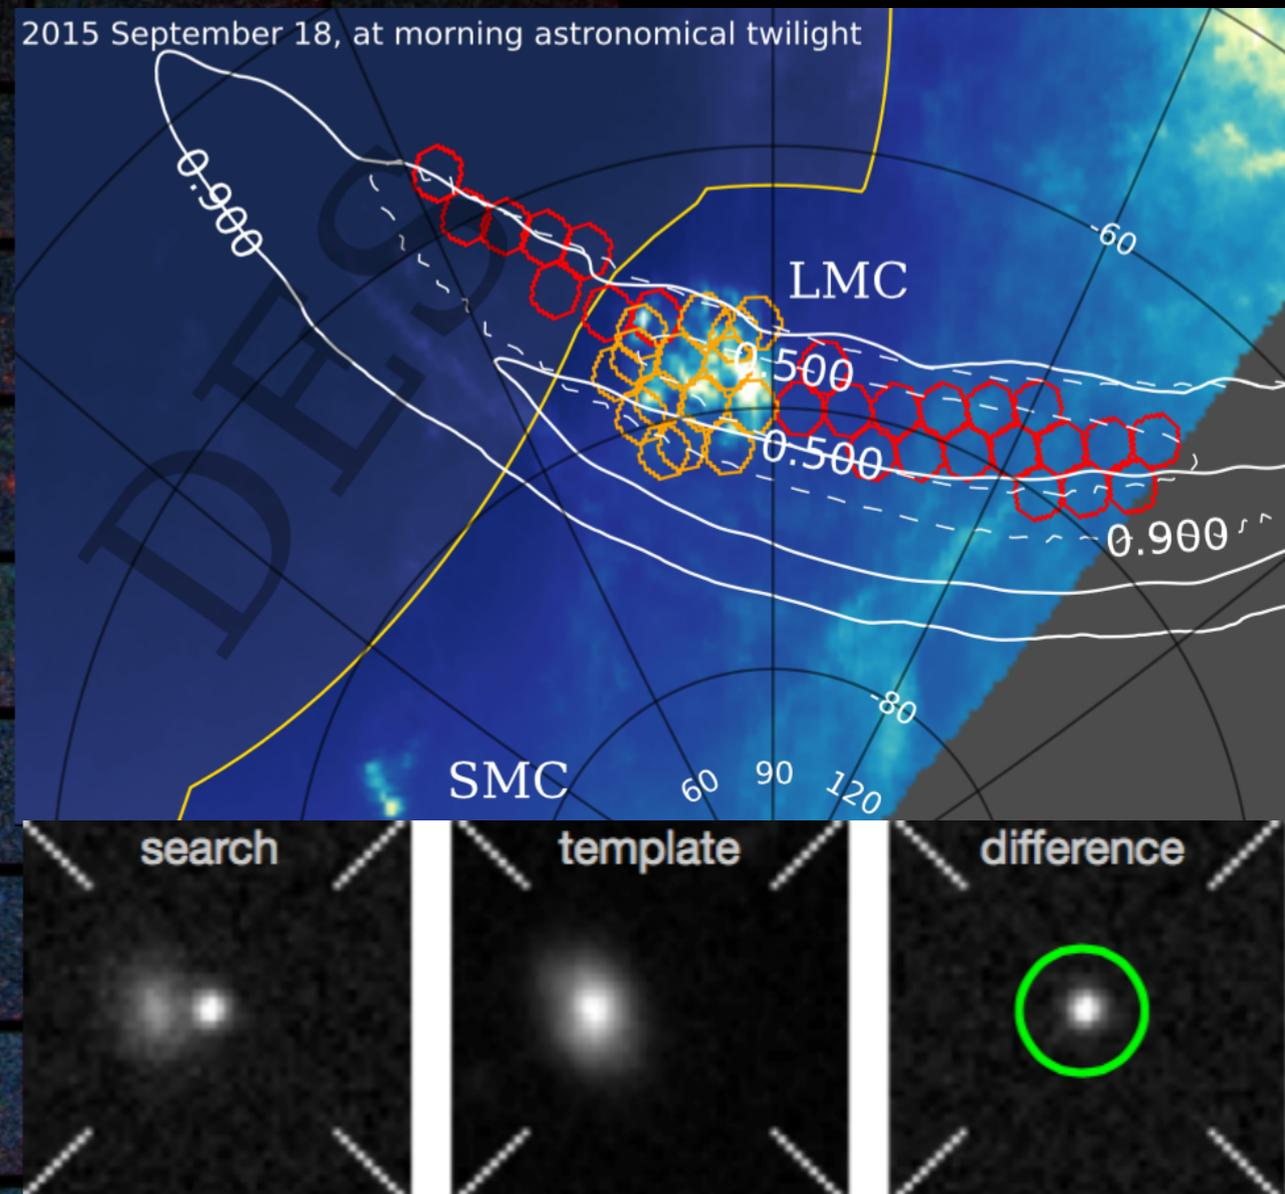 2015 September 18, at morning astronomical twilight
0.900
DES
-60
LMC
0.500
0.500
0.900
-80
SMC
60
90
120
search
template
difference